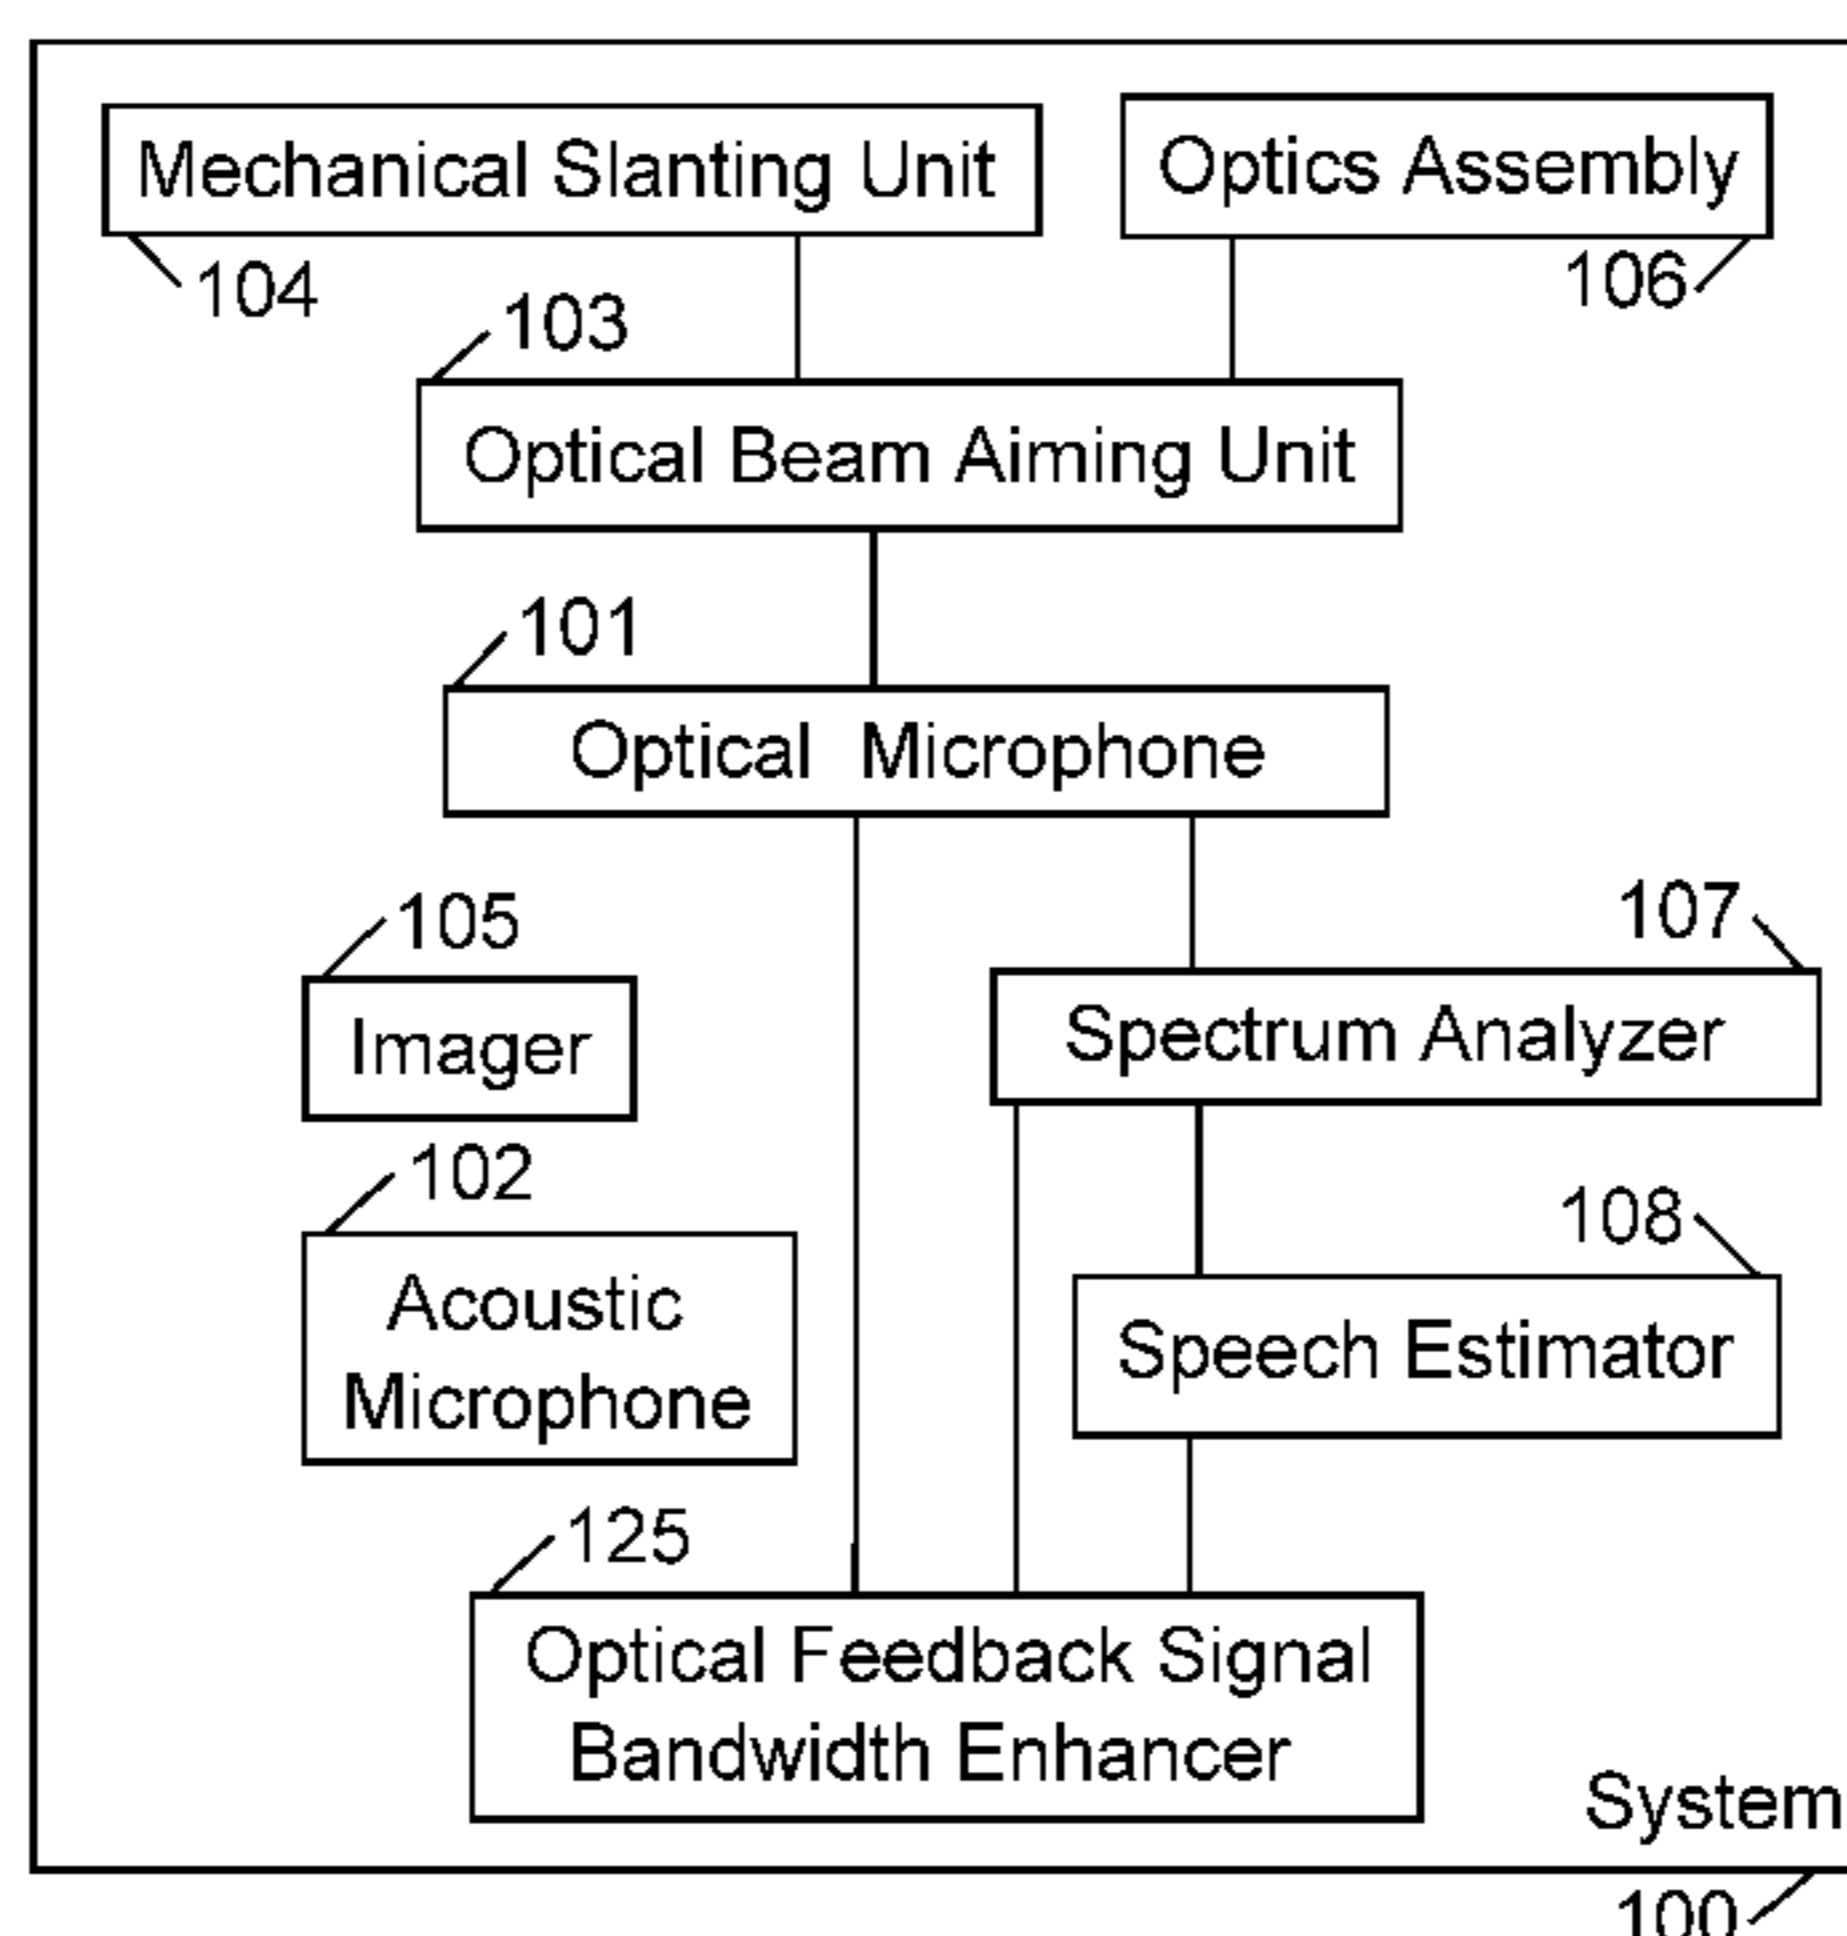 Mechanical Slanting Unit
Optics Assembly
104
106
103
Optical Beam Aiming Unit
101
Optical Microphone
105
107
Imager
Spectrum Analyzer
102
108
Acoustic
Microphone
Speech Estimator
125
Optical Feedback Signal
Bandwidth Enhancer
System
100